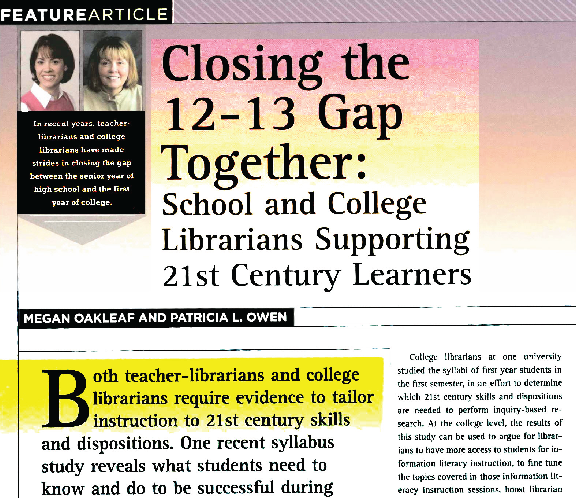 FEATUREARTICLE
In recent years, teacher-
librarians and college
librarians have made
strides in closing the gap
between the senior year of
high school and the first
year of college.
Closing the
12–13 Gap
Together:
School and College
Librarians Supporting
21st Century Learners
MEGAN OAKLEAF AND PATRICIA L. OWEN
Both teacher-librarians and college
librarians require evidence to tailor
instruction to 21st century skills
and dispositions. One recent syllabus
study reveals what students need to
know and do to be successful during
College librarians at one university
studied the syllabi of first year students in
the first semester, in an effort to determine
which 21st century skills and dispositions
are needed to perform inquiry-based re-
search. At the college level, the results of
this study can be used to argue for librar-
ians to have more access to students for in-
formation literacy instruction, to fine tune
the topics covered in those information lit-
eracy instruction sessions, boost librarian